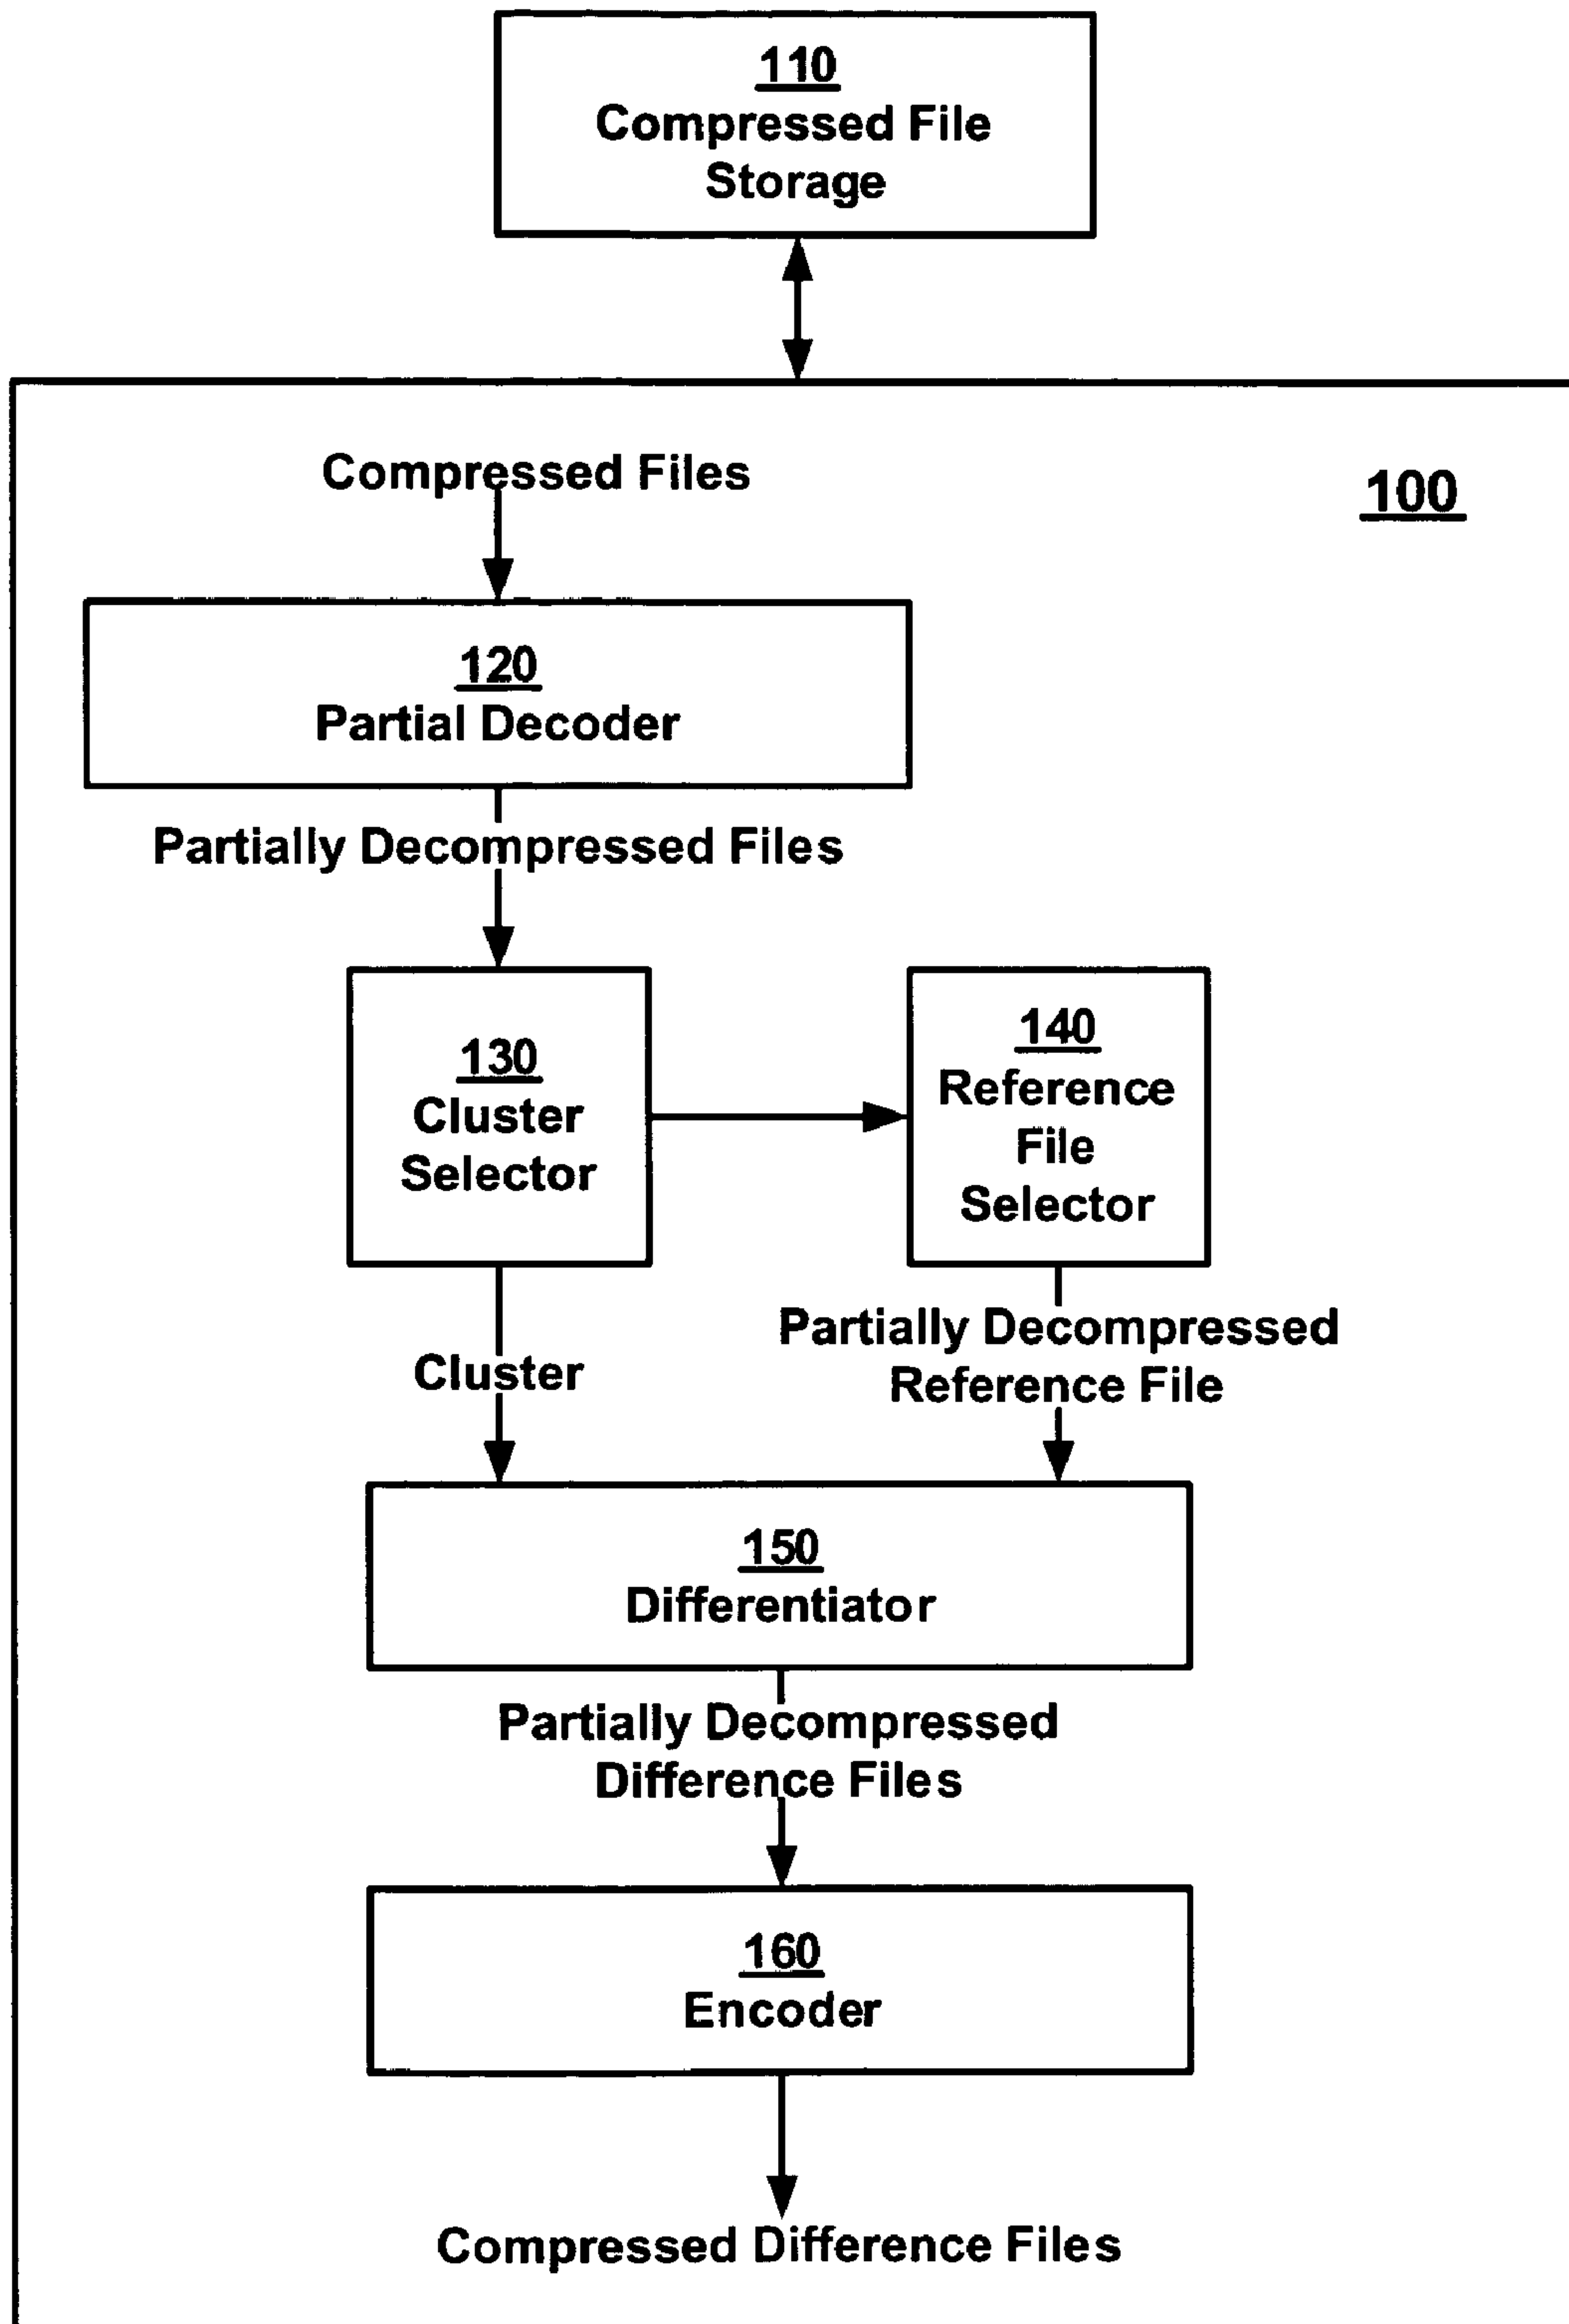 110
Compressed File
Storage
Compressed Files
100
120
Partial Decoder
Partially Decompressed Files
130
Cluster
Selector
140
Reference
File
Selector
Cluster
Partially Decompressed
Reference File
150
Differentiator
Partially Decompressed
Difference Files
160
Encoder
Compressed Difference Files